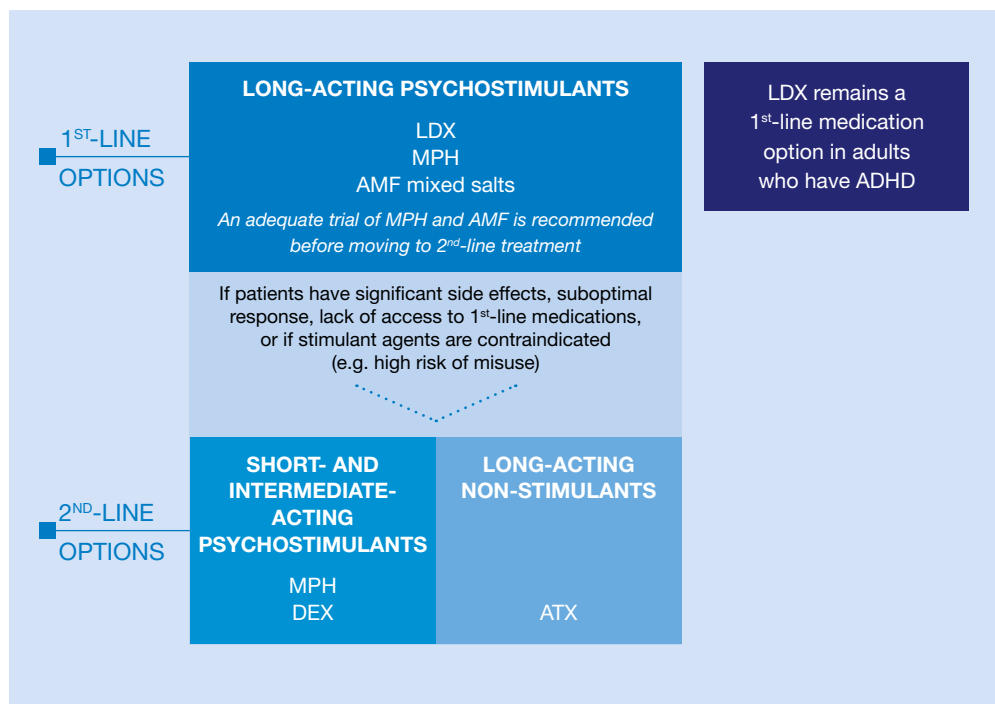 1ST-LINE
OPTIONS
LONG-ACTING PSYCHOSTIMULANTS
LDX
MPH
AMF mixed salts
An adequate trial of MPH and AMF is recommended
before moving to 2nd-line treatment
LDX remains a
1st-line medication
option in adults
who have ADHD
If patients have significant side effects, suboptimal
response, lack of access to 1st-line medications,
or if stimulant agents are contraindicated
(e.g. high risk of misuse)
2ND-LINE
OPTIONS
SHORT- AND
INTERMEDIATE-
ACTING
PSYCHOSTIMULANTS
MPH
DEX
LONG-ACTING
NON-STIMULANTS
ATX